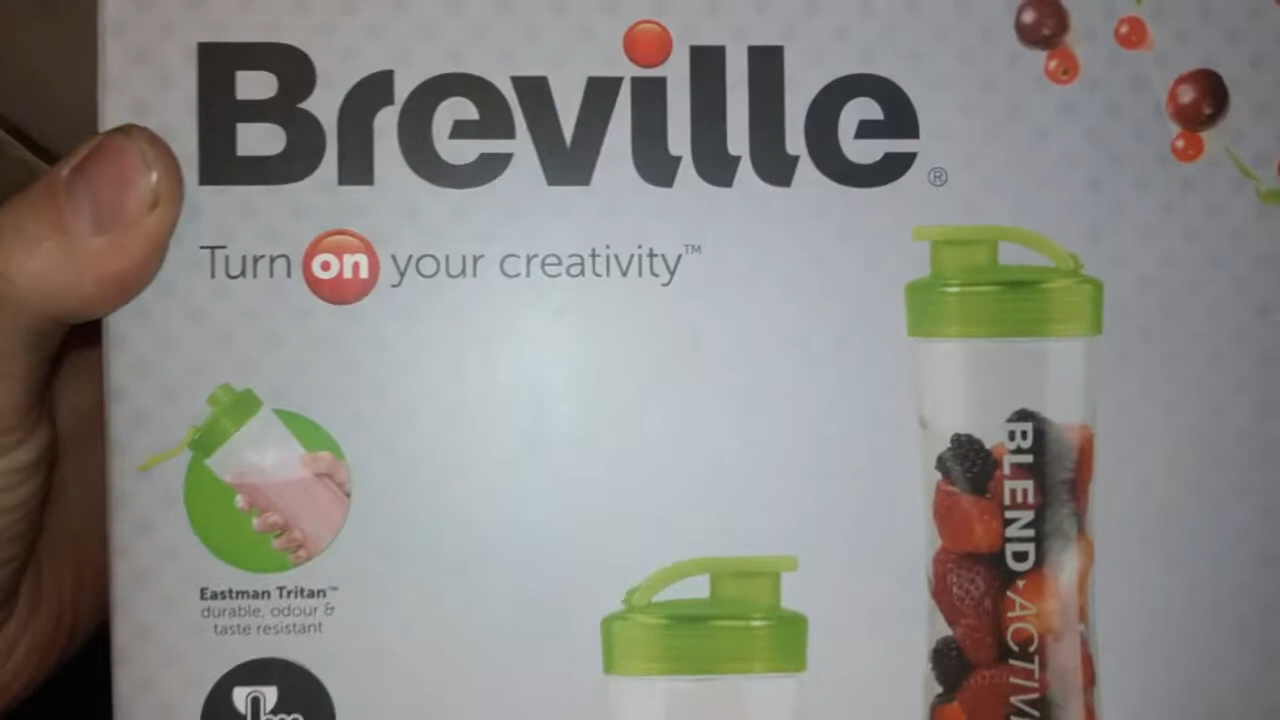 Breville®
Turn on your creativity™
Eastman Tritan™
durable, odour &
taste resistant
BLEND·ACTIV